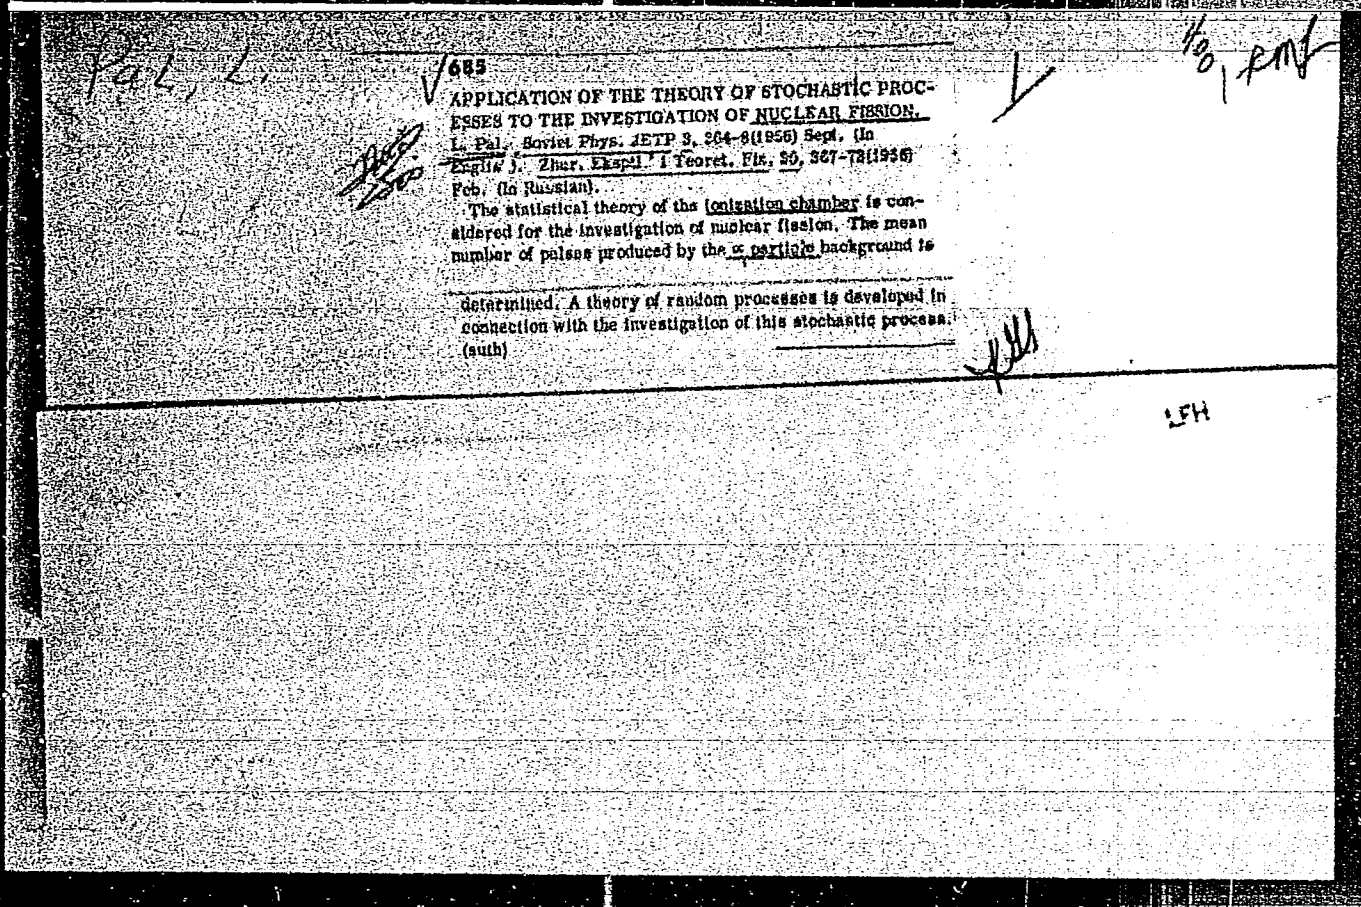 Pal, L.
685
APPLICATION OF THE THEORY OF STOCHASTIC PROC-
ESSES TO THE INVESTIGATION OF NUCLEAR FISSION.
L. Pal. Soviet Phys. JETP 3, 264-8(1956) Sept. (In
Zhur. Eksptl. i Teoret. Fiz. 30, 367-72(1956)
Feb. (In Russian).
The statistical theory of the ionization chamber is con-
sidered for the investigation of nuclear fission. The mean
number of pulses produced by the α particle background is
determined. A theory of random processes is developed in
connection with the investigation of this stochastic process.
(auth)